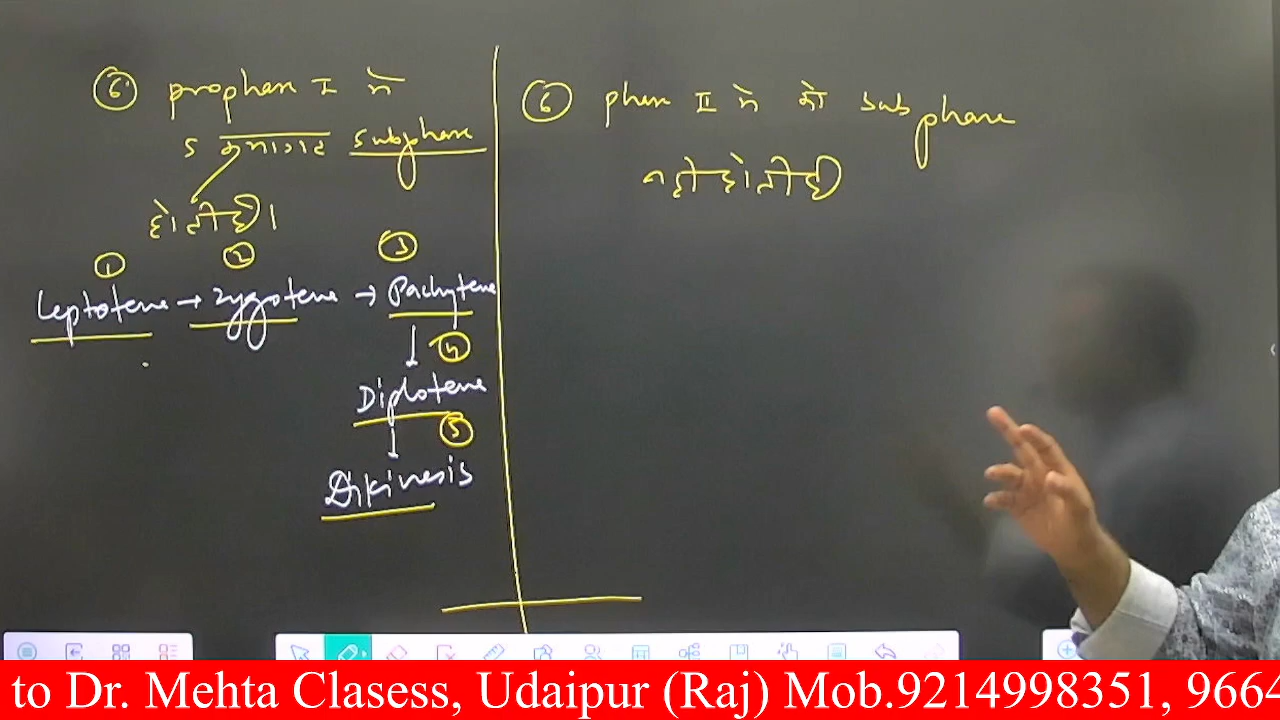 ⑥ prophase I में
5 क्रमागत subphase
होती है।
① ② ③
Leptotene → Zygotene → Pachytene
④
Diplotene
⑤
Dikinesis
⑥ phase II में को sub phase
नही होती है
to Dr. Mehta Clasess, Udaipur (Raj) Mob.9214998351, 9664